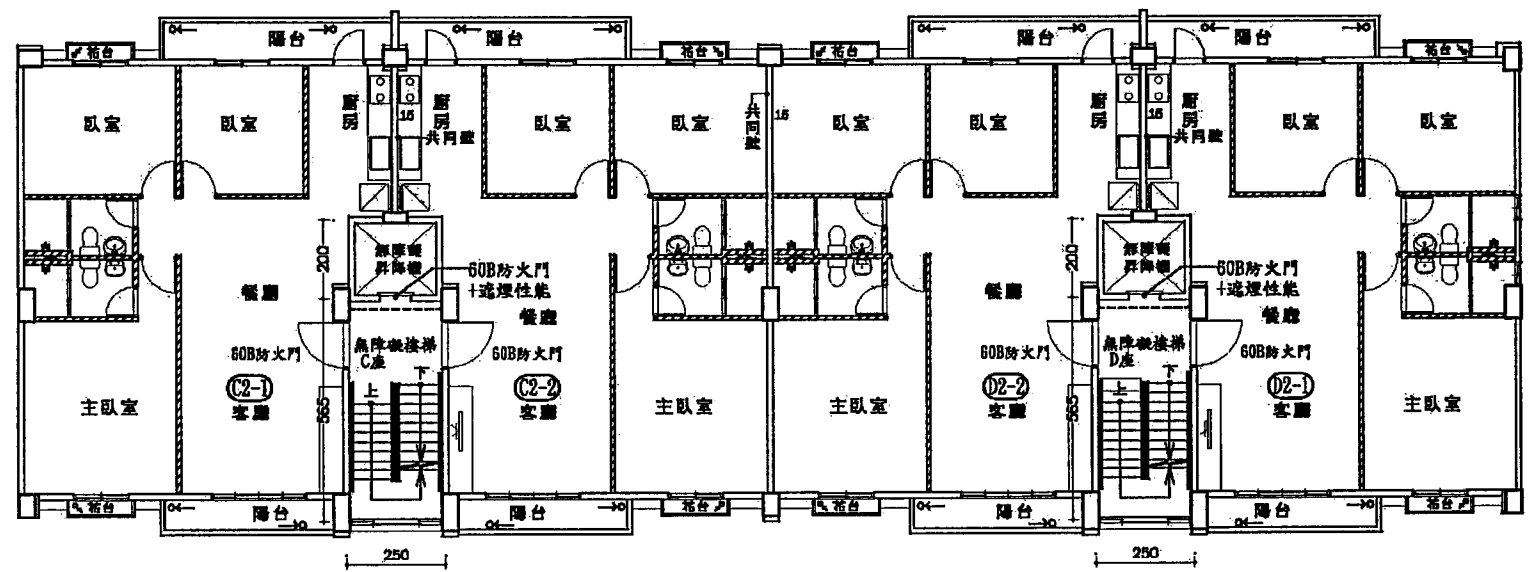 陽台 陽台 陽台 陽台
花台 花台 花台 花台
厨房 厨房 厨房 厨房
15 15 15
共同壁 共同壁 共同壁
臥室 臥室 臥室 臥室 臥室 臥室 臥室 臥室
無障礙昇降機 無障礙昇降機
200 200
60B防火門 60B防火門
+遮煙性能 +遮煙性能
餐廳 餐廳 餐廳 餐廳
無障礙樓梯 無障礙樓梯
C座 D座
60B防火門 60B防火門 60B防火門 60B防火門
上 下 上 下
C2-1 C2-2 D2-2 D2-1
客廳 客廳 客廳 客廳
主臥室 主臥室 主臥室 主臥室
565 565
花台 花台 花台 花台
陽台 陽台 陽台 陽台
250 250